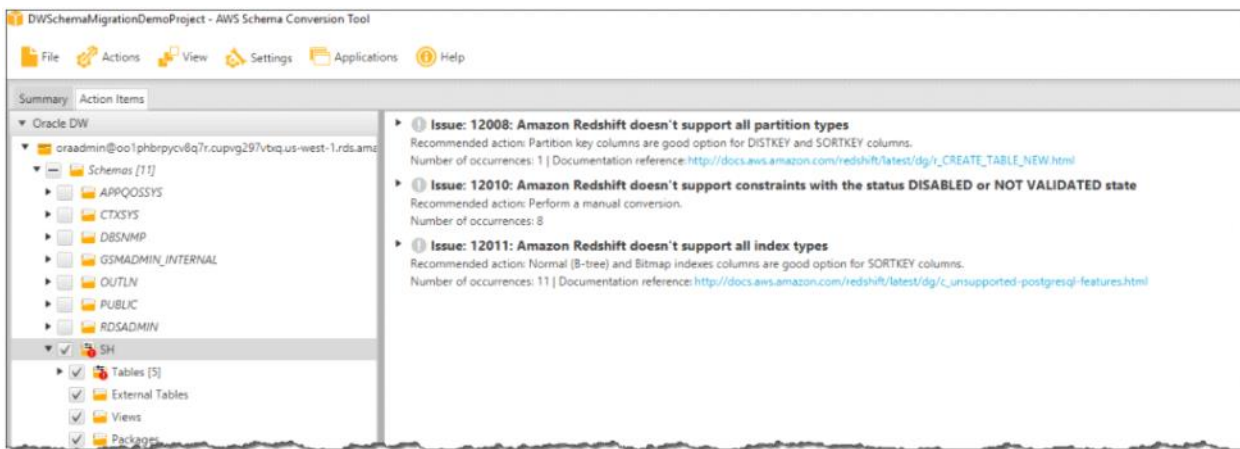 DWSchemaMigrationDemoProject - AWS Schema Conversion Tool
File Actions View Settings Applications Help
Summary Action Items
Oracle DW
oraadmin@oo1phbrpycv8q7r.cupvg297vtxq.us-west-1.rds.ama
Schemas [11]
APPQOSSYS
CTXSYS
DBSNMP
GSMADMIN_INTERNAL
OUTLN
PUBLIC
RDSADMIN
SH
Tables [5]
External Tables
Views
Packages
Issue: 12008: Amazon Redshift doesn't support all partition types
Recommended action: Partition key columns are good option for DISTKEY and SORTKEY columns.
Number of occurrences: 1 | Documentation reference: http://docs.aws.amazon.com/redshift/latest/dg/r_CREATE_TABLE_NEW.html
Issue: 12010: Amazon Redshift doesn't support constraints with the status DISABLED or NOT VALIDATED state
Recommended action: Perform a manual conversion.
Number of occurrences: 8
Issue: 12011: Amazon Redshift doesn't support all index types
Recommended action: Normal (B-tree) and Bitmap indexes columns are good option for SORTKEY columns.
Number of occurrences: 11 | Documentation reference: http://docs.aws.amazon.com/redshift/latest/dg/c_unsupported-postgresql-features.html